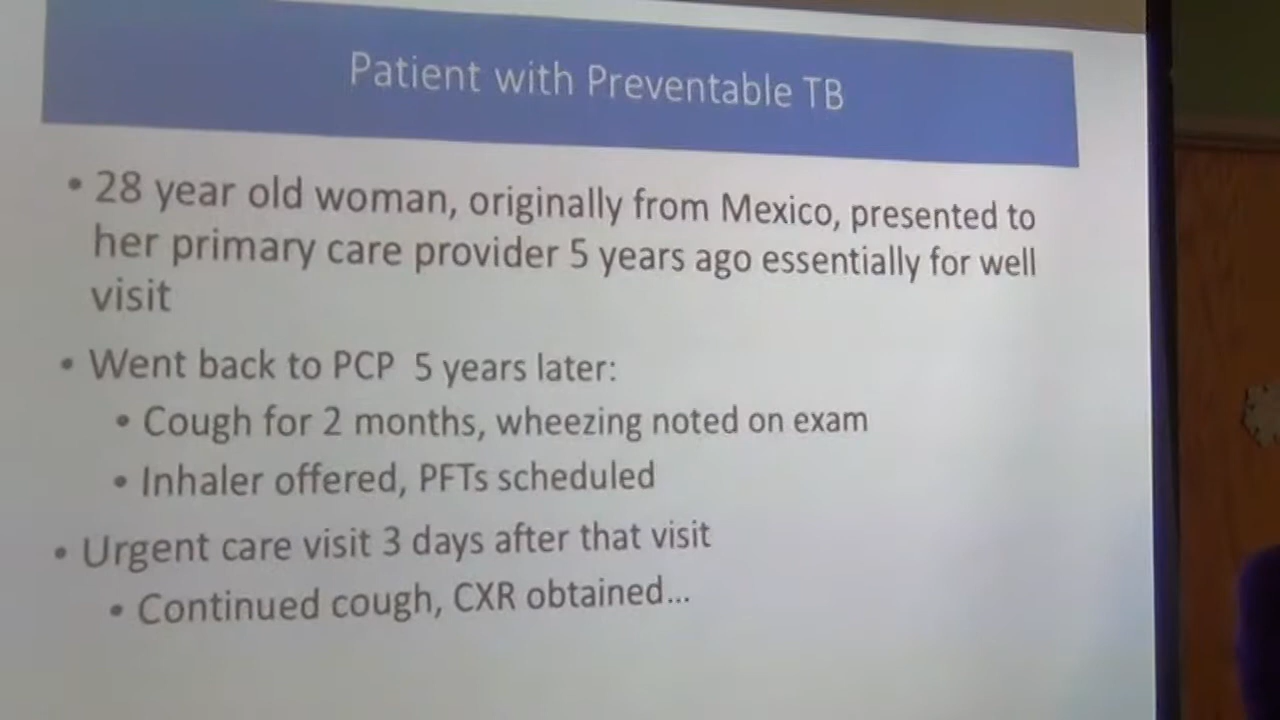 Patient with Preventable TB
• 28 year old woman, originally from Mexico, presented to
her primary care provider 5 years ago essentially for well
visit
• Went back to PCP 5 years later:
• Cough for 2 months, wheezing noted on exam
• Inhaler offered, PFTs scheduled
• Urgent care visit 3 days after that visit
• Continued cough, CXR obtained...